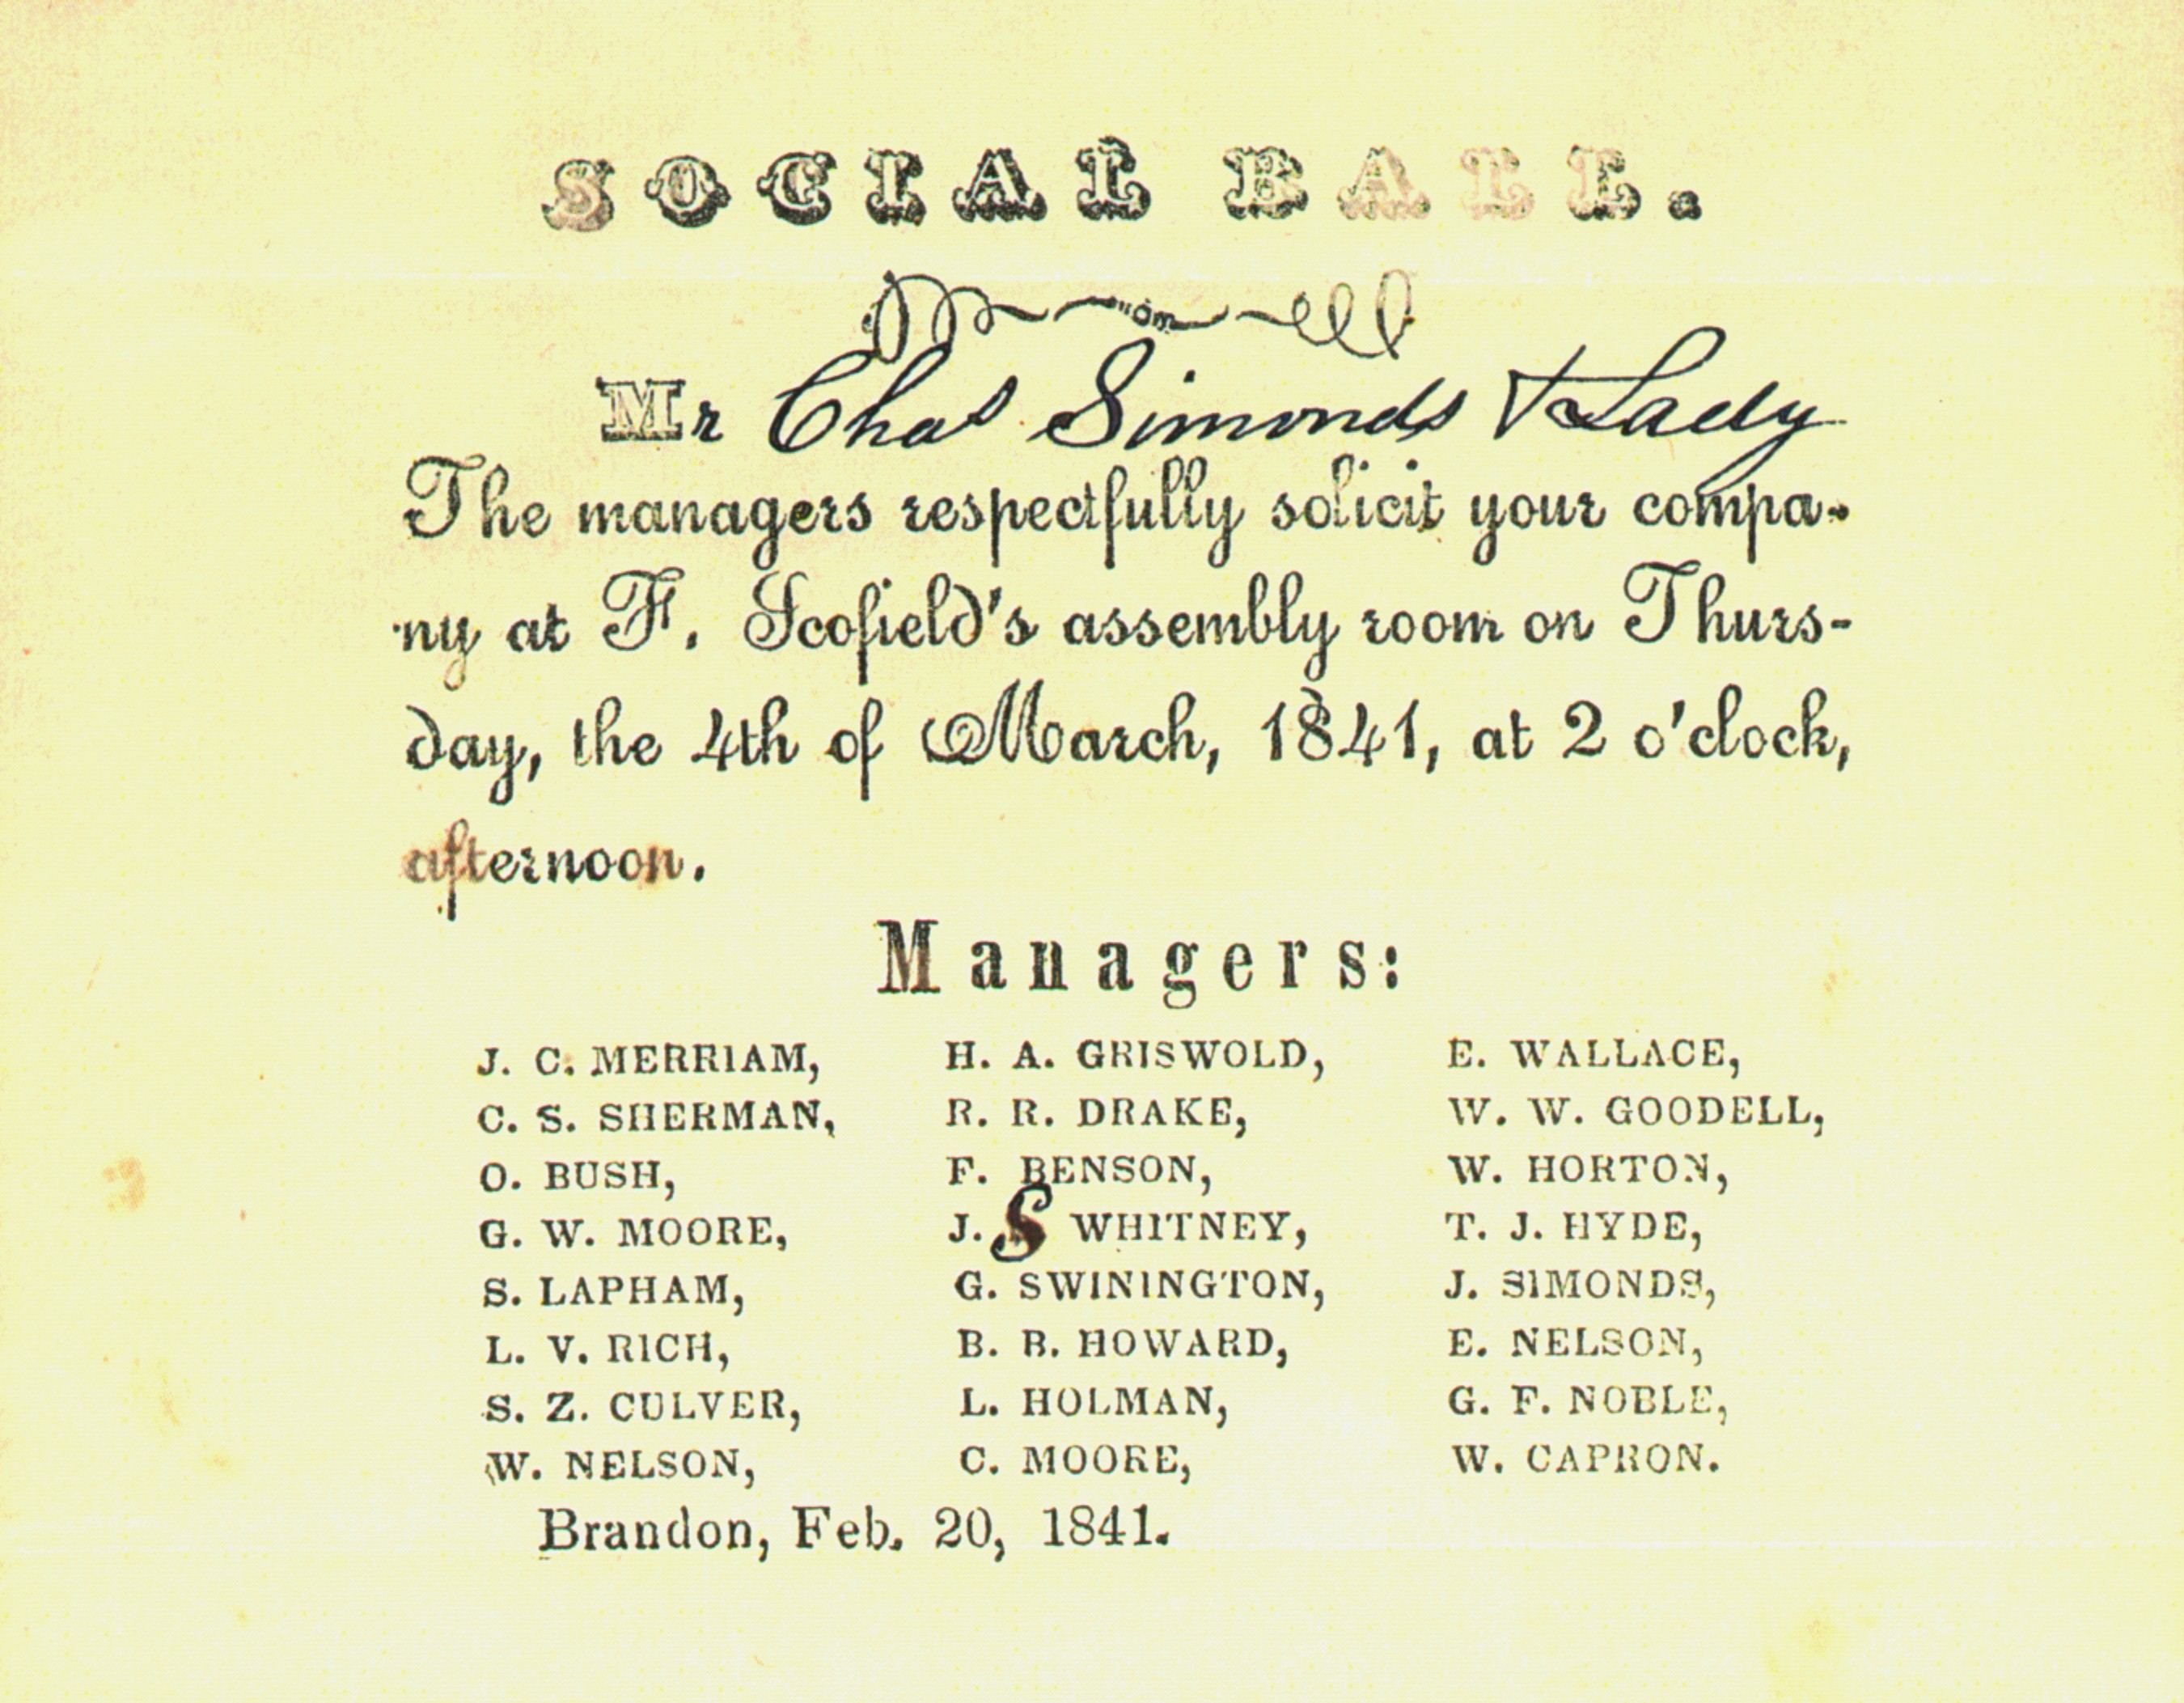 SOCIAL BALL.
Mr Chas Simonds & Lady
The managers respectfully solicit your compa-
ny at F. Scofield's assembly room on Thurs-
day, the 4th of March, 1841, at 2 o'clock,
afternoon.
Managers:
J. C. MERRIAM, H. A. GRISWOLD, E. WALLACE,
C. S. SHERMAN, R. R. DRAKE, W. W. GOODELL,
O. BUSH, F. BENSON, W. HORTON,
G. W. MOORE, J. S WHITNEY, T. J. HYDE,
S. LAPHAM, G. SWININGTON, J. SIMONDS,
L. V. RICH, B. B. HOWARD, E. NELSON,
S. Z. CULVER, L. HOLMAN, G. F. NOBLE,
W. NELSON, C. MOORE, W. CAPRON.
Brandon, Feb. 20, 1841.